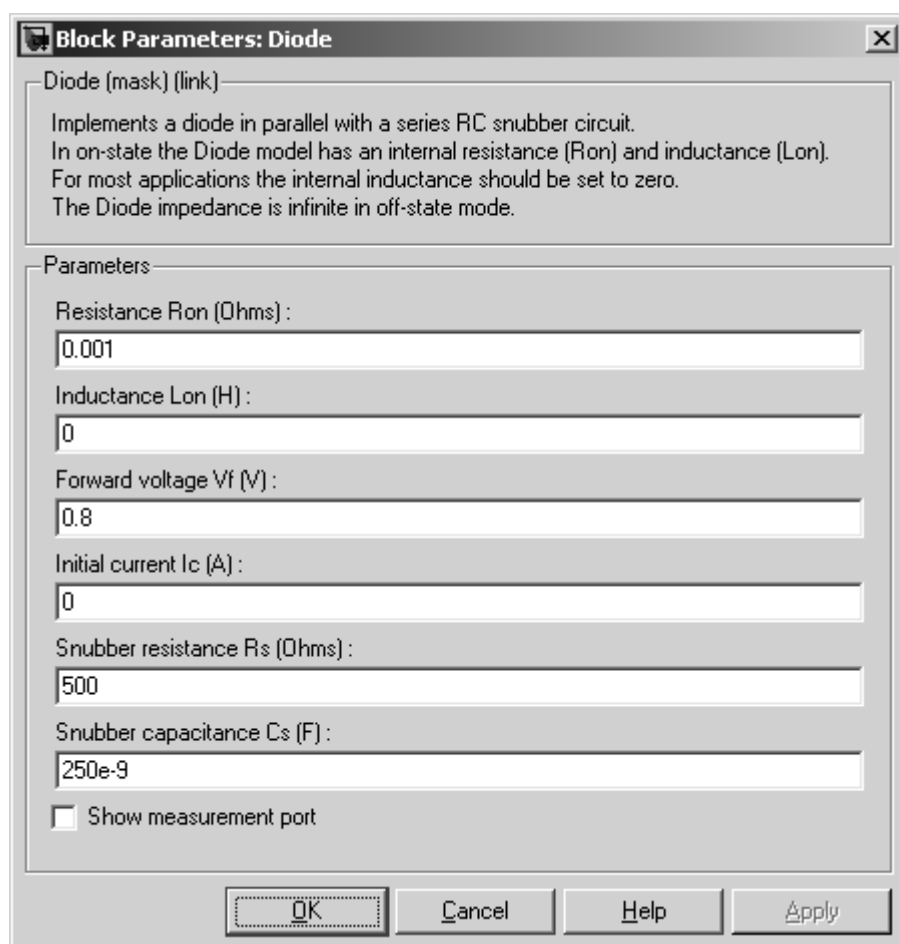 Block Parameters: Diode
Diode (mask) (link)
Implements a diode in parallel with a series RC snubber circuit.
In on-state the Diode model has an internal resistance (Ron) and inductance (Lon).
For most applications the internal inductance should be set to zero.
The Diode impedance is infinite in off-state mode.
Parameters
Resistance Ron (Ohms) :
0.001
Inductance Lon (H) :
0
Forward voltage Vf (V) :
0.8
Initial current Ic (A) :
0
Snubber resistance Rs (Ohms) :
500
Snubber capacitance Cs (F) :
250e-9
Show measurement port
OK Cancel Help Apply